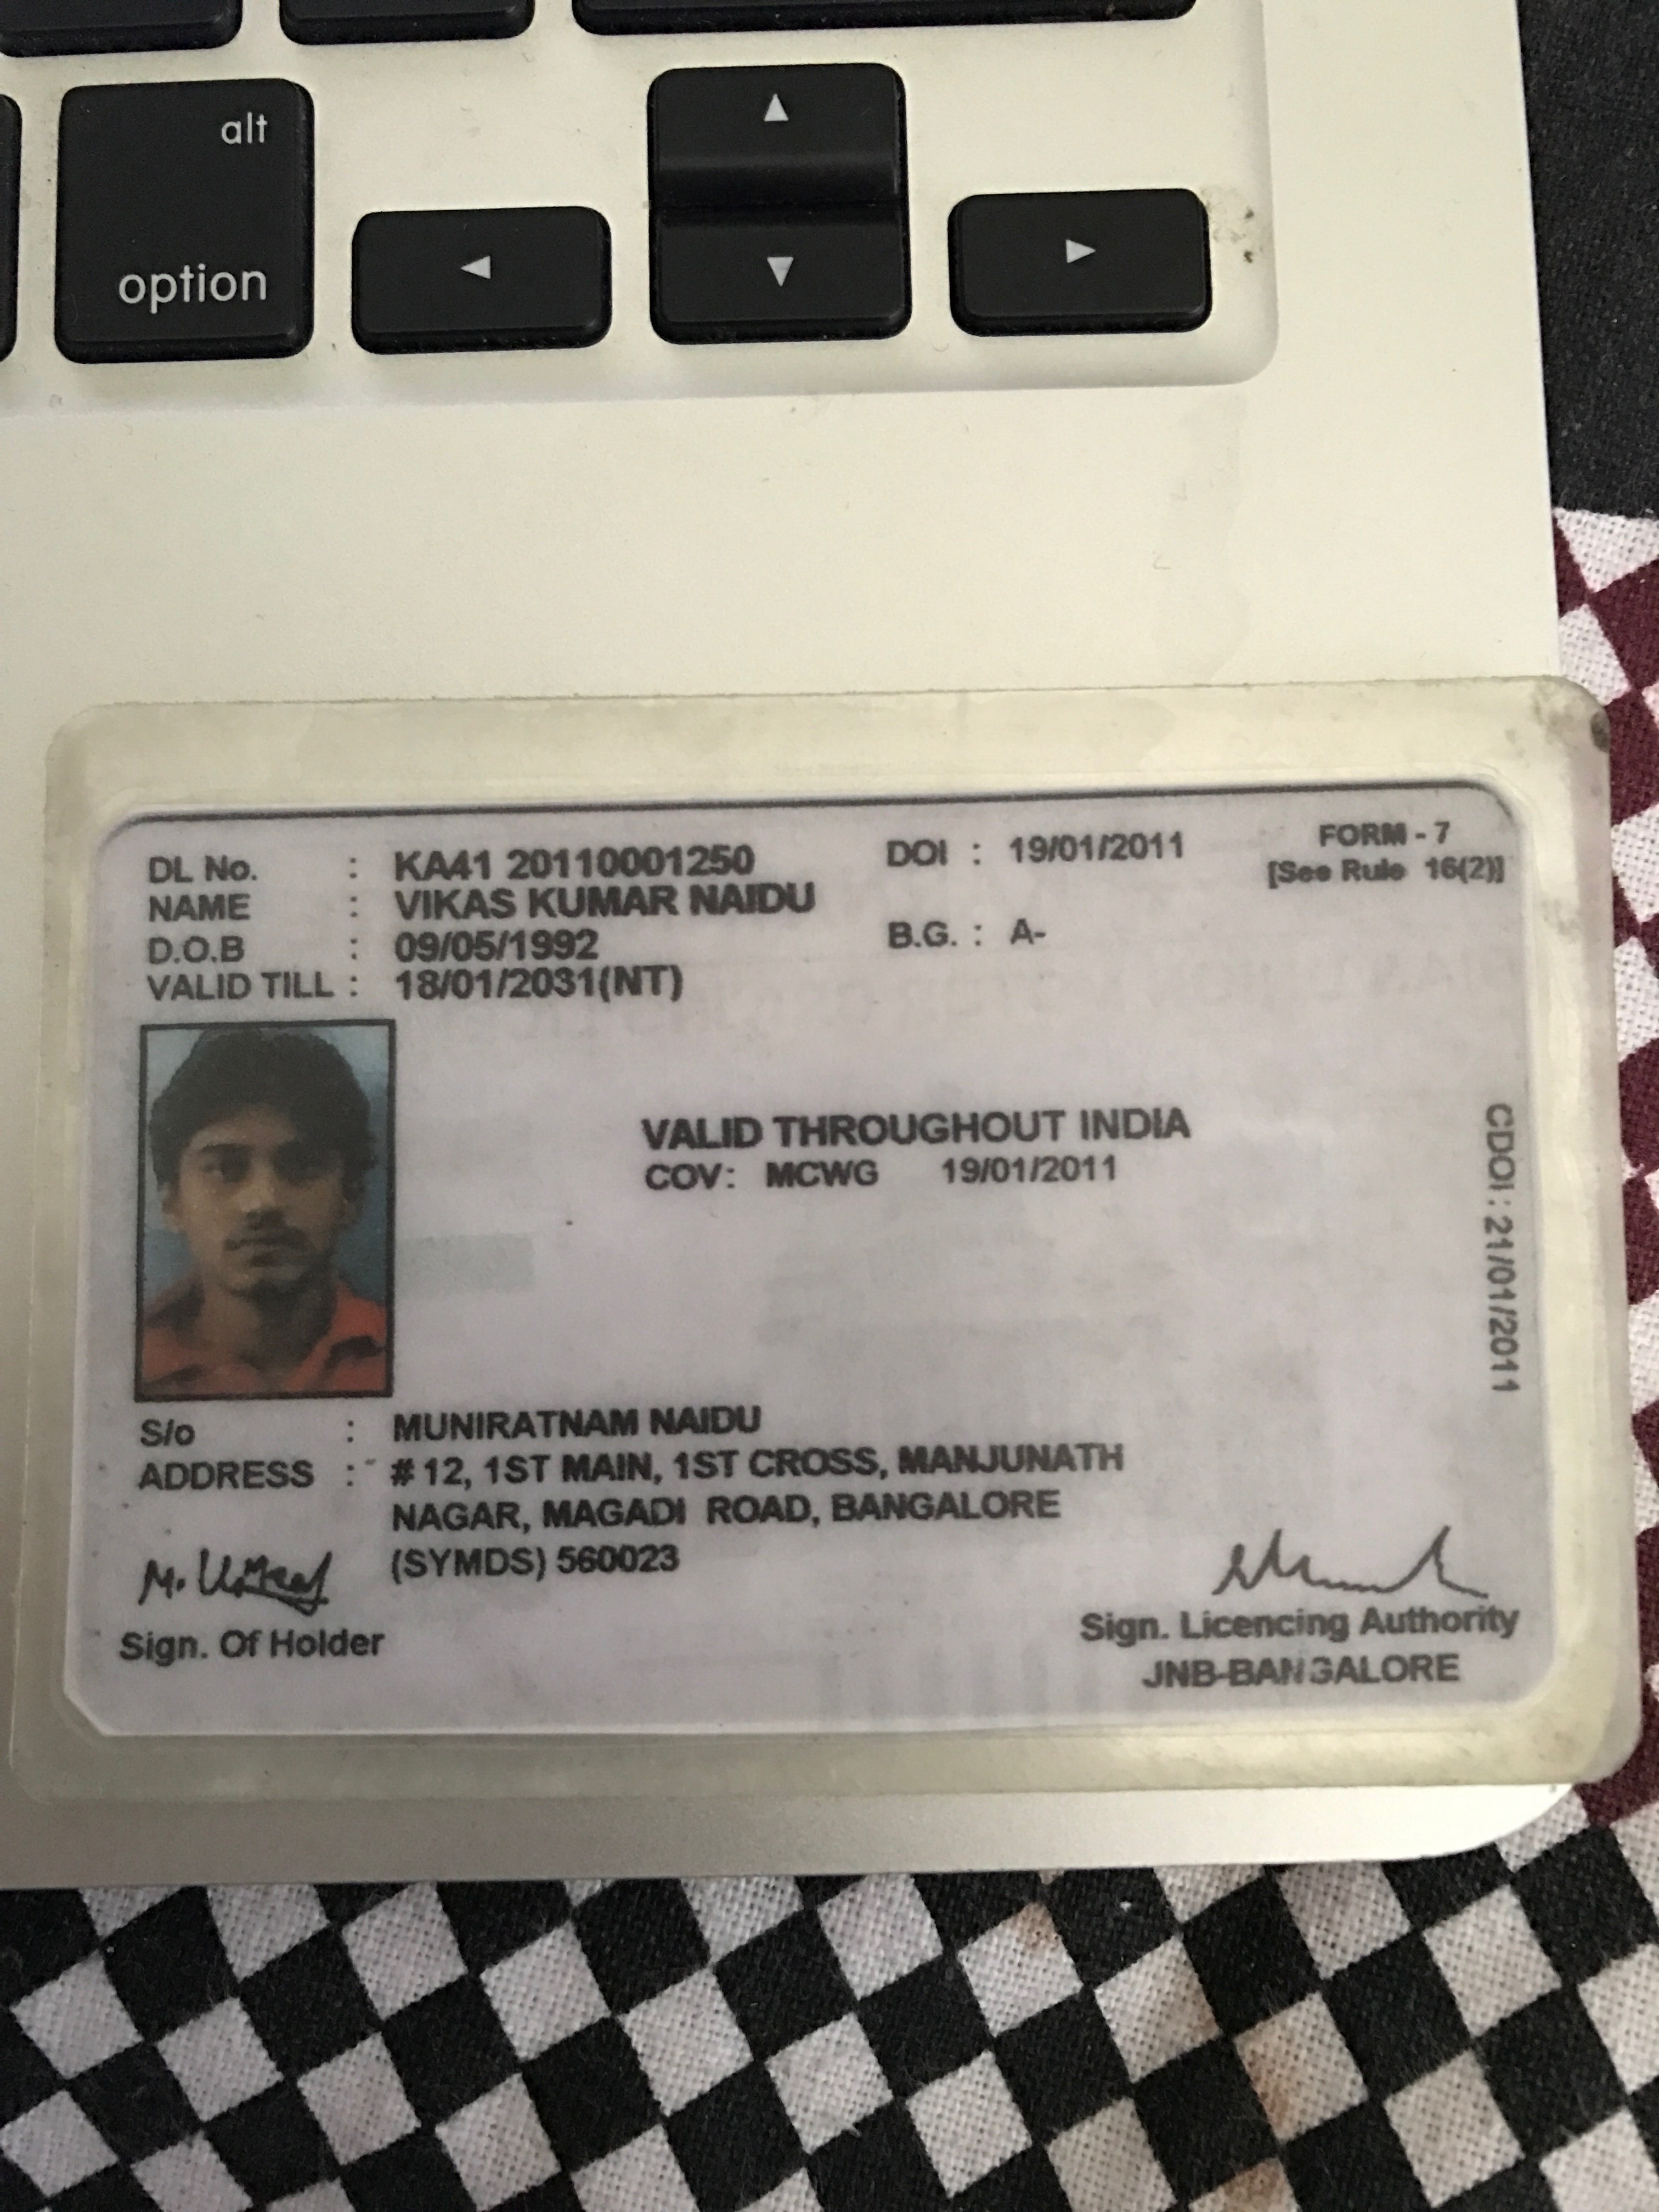 alt
option
DL No. : KA41 20110001250 DOI : 19/01/2011 FORM - 7
[See Rule 16(2)]
NAME : VIKAS KUMAR NAIDU
D.O.B : 09/05/1992 B.G. : A-
VALID TILL : 18/01/2031(NT)
VALID THROUGHOUT INDIA
COV: MCWG 19/01/2011
CDOI : 21/01/2011
S/o : MUNIRATNAM NAIDU
ADDRESS : # 12, 1ST MAIN, 1ST CROSS, MANJUNATH
NAGAR, MAGADI ROAD, BANGALORE
(SYMDS) 560023
Sign. Of Holder
Sign. Licencing Authority
JNB-BANGALORE